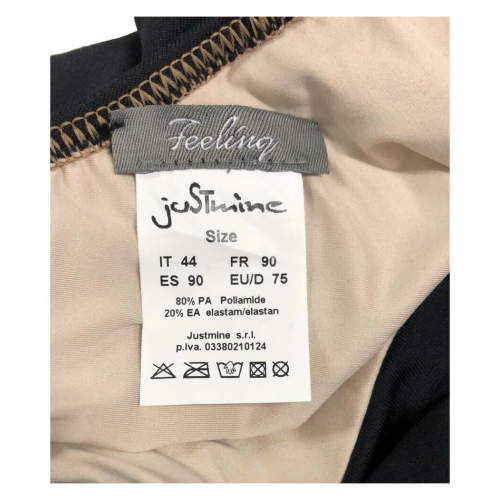 Feeling
jusTmine
Size
IT 44 FR 90
ES 90 EU/D 75
80% PA Poliamide
20% EA elastam/elastan
Justmine s.r.l.
p.iva. 03380210124